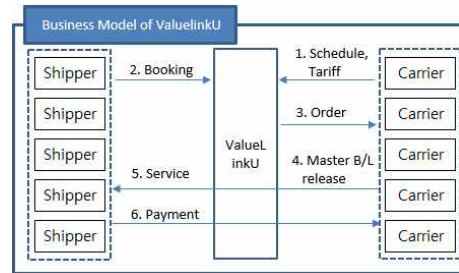 Business Model of ValuelinkU
Shipper
Shipper
Shipper
Shipper
Shipper
2. Booking
5. Service
6. Payment
ValueL
inkU
1. Schedule,
Tariff
3. Order
4. Master B/L
release
Carrier
Carrier
Carrier
Carrier
Carrier